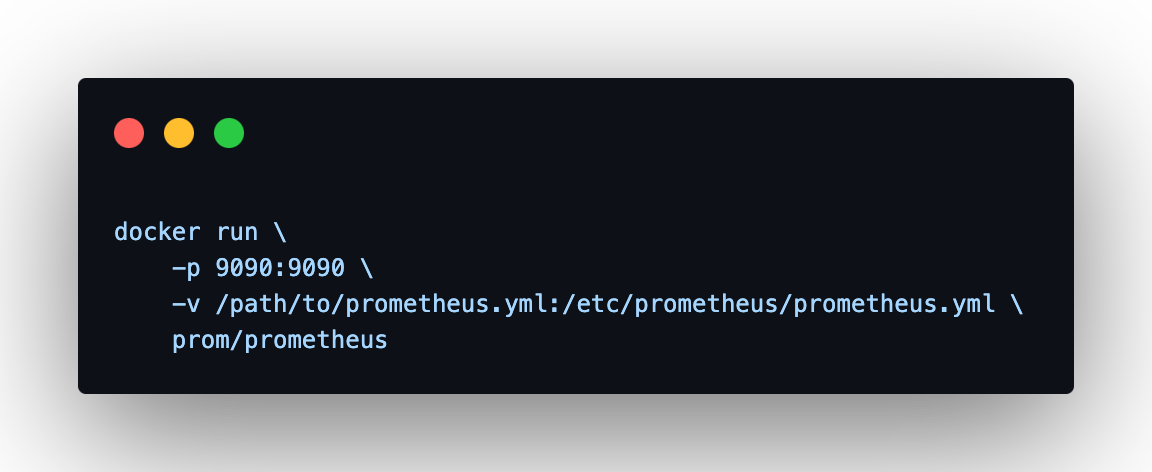 docker run \
    -p 9090:9090 \
    -v /path/to/prometheus.yml:/etc/prometheus/prometheus.yml \
    prom/prometheus